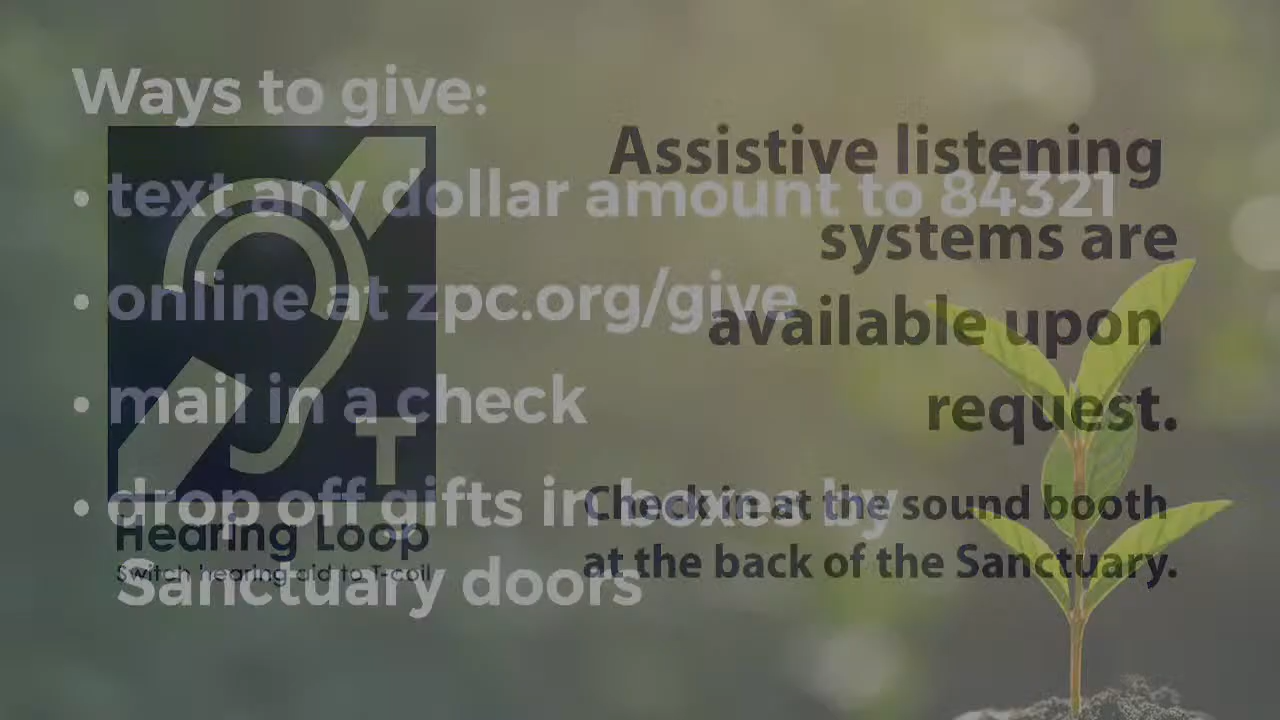 Ways to give:
• text any dollar amount to 84321
• online at zpc.org/give
• mail in a check
• drop off gifts in boxes by
Sanctuary doors
T
Hearing Loop
Switch hearing aid to T-coil
Assistive listening
systems are
available upon
request.
Check in at the sound booth
at the back of the Sanctuary.